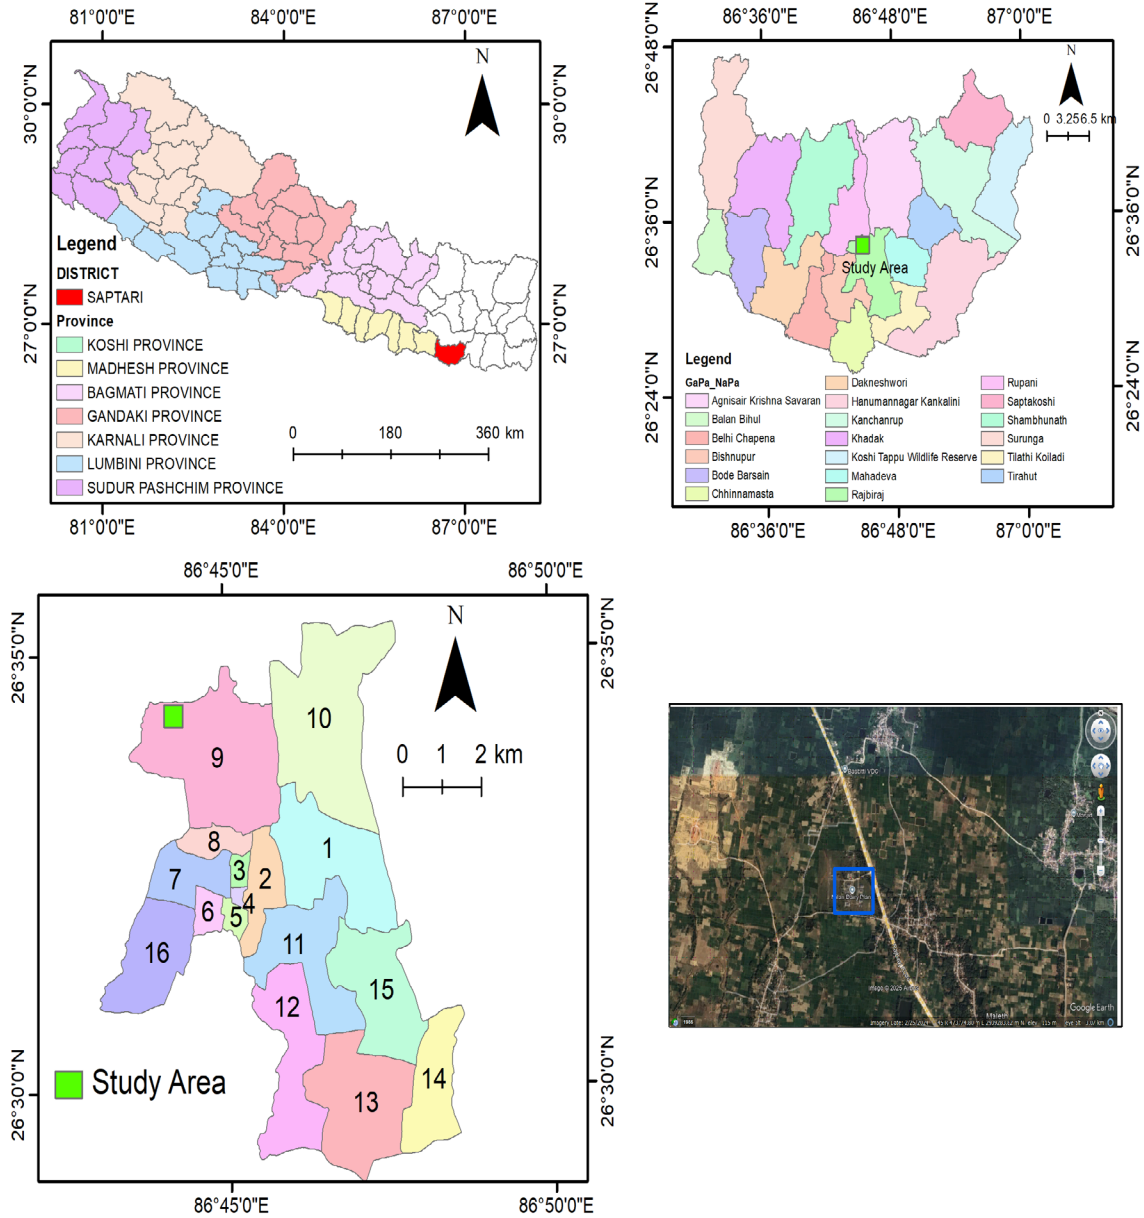 81°0'0"E
84°0'0"E
87°0'0"E
30°0'0"N
27°0'0"N
N
30°0'0"N
27°0'0"N
Legend
DISTRICT
SAPTARI
Province
KOSHI PROVINCE
MADHESH PROVINCE
BAGMATI PROVINCE
GANDAKI PROVINCE
KARNALI PROVINCE
LUMBINI PROVINCE
SUDUR PASHCHIM PROVINCE
0 180 360 km
81°0'0"E
84°0'0"E
87°0'0"E
86°36'0"E
86°48'0"E
87°0'0"E
26°48'0"N
26°36'0"N
26°24'0"N
N
0 3.256.5 km
26°36'0"N
26°24'0"N
Study Area
Legend
GaPa_NaPa
Agnisair Krishna Savaran
Balan Bihul
Belhi Chapena
Bishnupur
Bode Barsain
Chhinnamasta
Dakneshwori
Hanumannagar Kankalini
Kanchanrup
Khadak
Koshi Tappu Wildlife Reserve
Mahadeva
Rajbiraj
Rupani
Saptakoshi
Shambhunath
Surunga
Tilathi Koiladi
Tirahut
86°36'0"E
86°48'0"E
87°0'0"E
86°45'0"E
86°50'0"E
26°35'0"N
26°30'0"N
N
0 1 2 km
26°35'0"N
26°30'0"N
10
9
8
1
3
2
7
4
6
5
16
11
15
12
14
13
Study Area
86°45'0"E
86°50'0"E
Google Earth